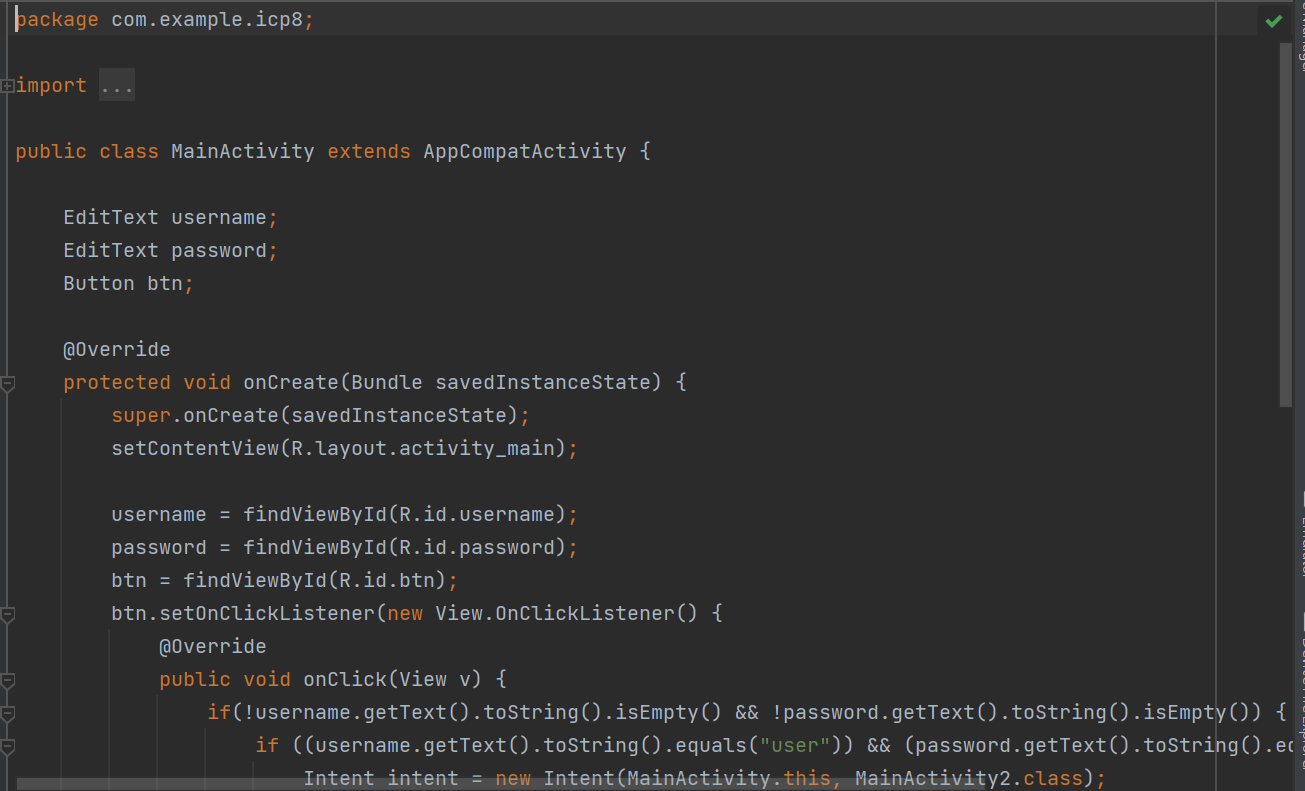 package com.example.icp8;
import ...
public class MainActivity extends AppCompatActivity {
EditText username;
EditText password;
Button btn;
@Override
protected void onCreate(Bundle savedInstanceState) {
super.onCreate(savedInstanceState);
setContentView(R.layout.activity_main);
username = findViewById(R.id.username);
password = findViewById(R.id.password);
btn = findViewById(R.id.btn);
btn.setOnClickListener(new View.OnClickListener() {
@Override
public void onClick(View v) {
if(!username.getText().toString().isEmpty() && !password.getText().toString().isEmpty()) {
if ((username.getText().toString().equals("user")) && (password.getText().toString().eq
Intent intent = new Intent(MainActivity.this, MainActivity2.class);